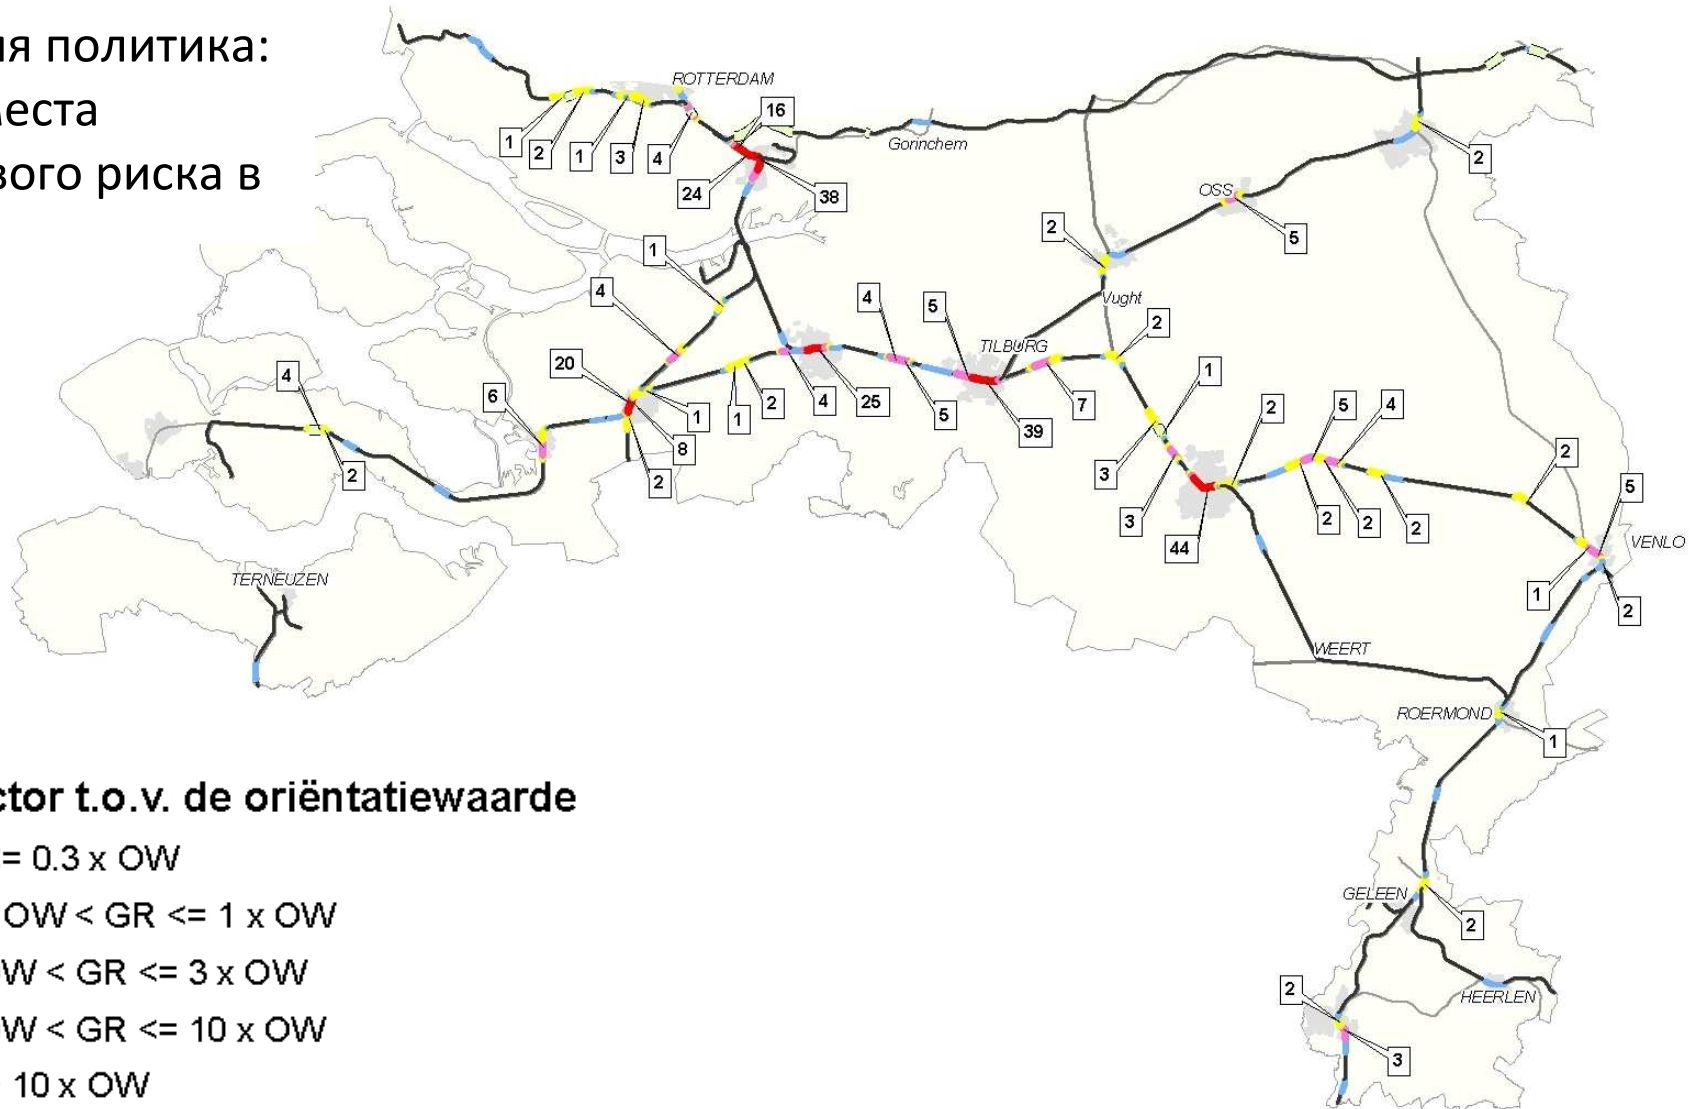 ия политика:
места
вого риска в
ROTTERDAM
16
1
2
1
3
4
Gorinchem
24
38
2
OSS
5
2
1
4
Vught
4
5
2
TILBURG
20
4
6
1
2
5
4
1
1
2
4
25
7
5
39
2
8
3
2
2
3
2
2
2
5
44
VENLO
1
2
TERNEUZEN
WEERT
ROERMOND
1
ctor t.o.v. de oriëntatiewaarde
= 0.3 x OW
OW < GR <= 1 x OW
W < GR <= 3 x OW
W < GR <= 10 x OW
10 x OW
GELEEN
2
2
HEERLEN
3